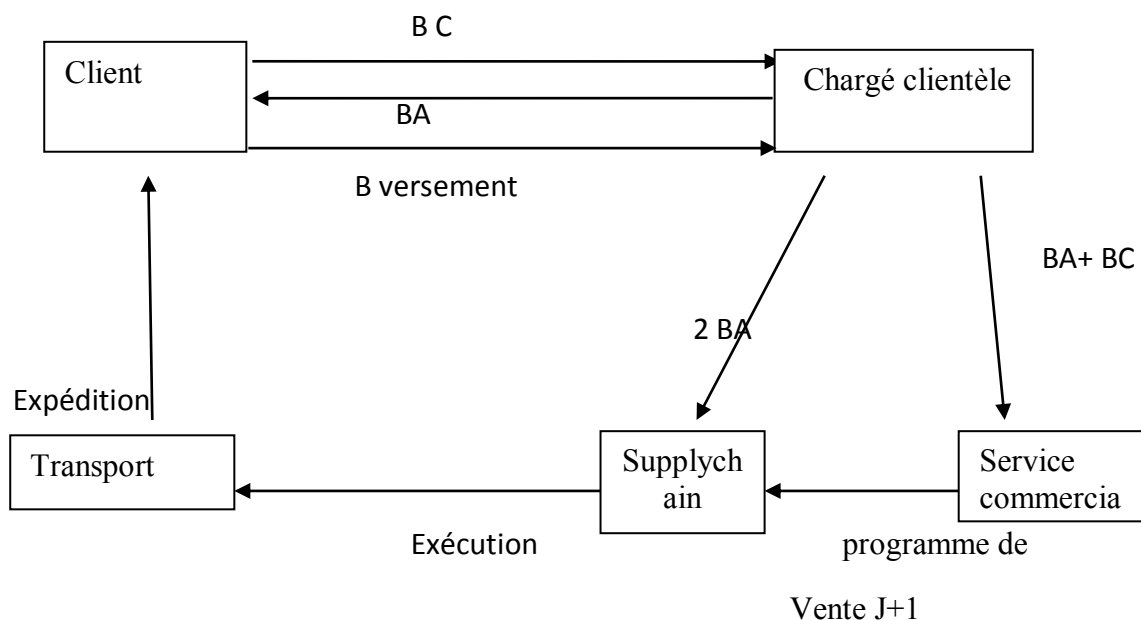 B C
Client
Chargé clientèle
BA
B versement
BA+ BC
2 BA
Expédition
Transport
Supplych
ain
Service
commercia
Exécution
programme de
Vente J+1